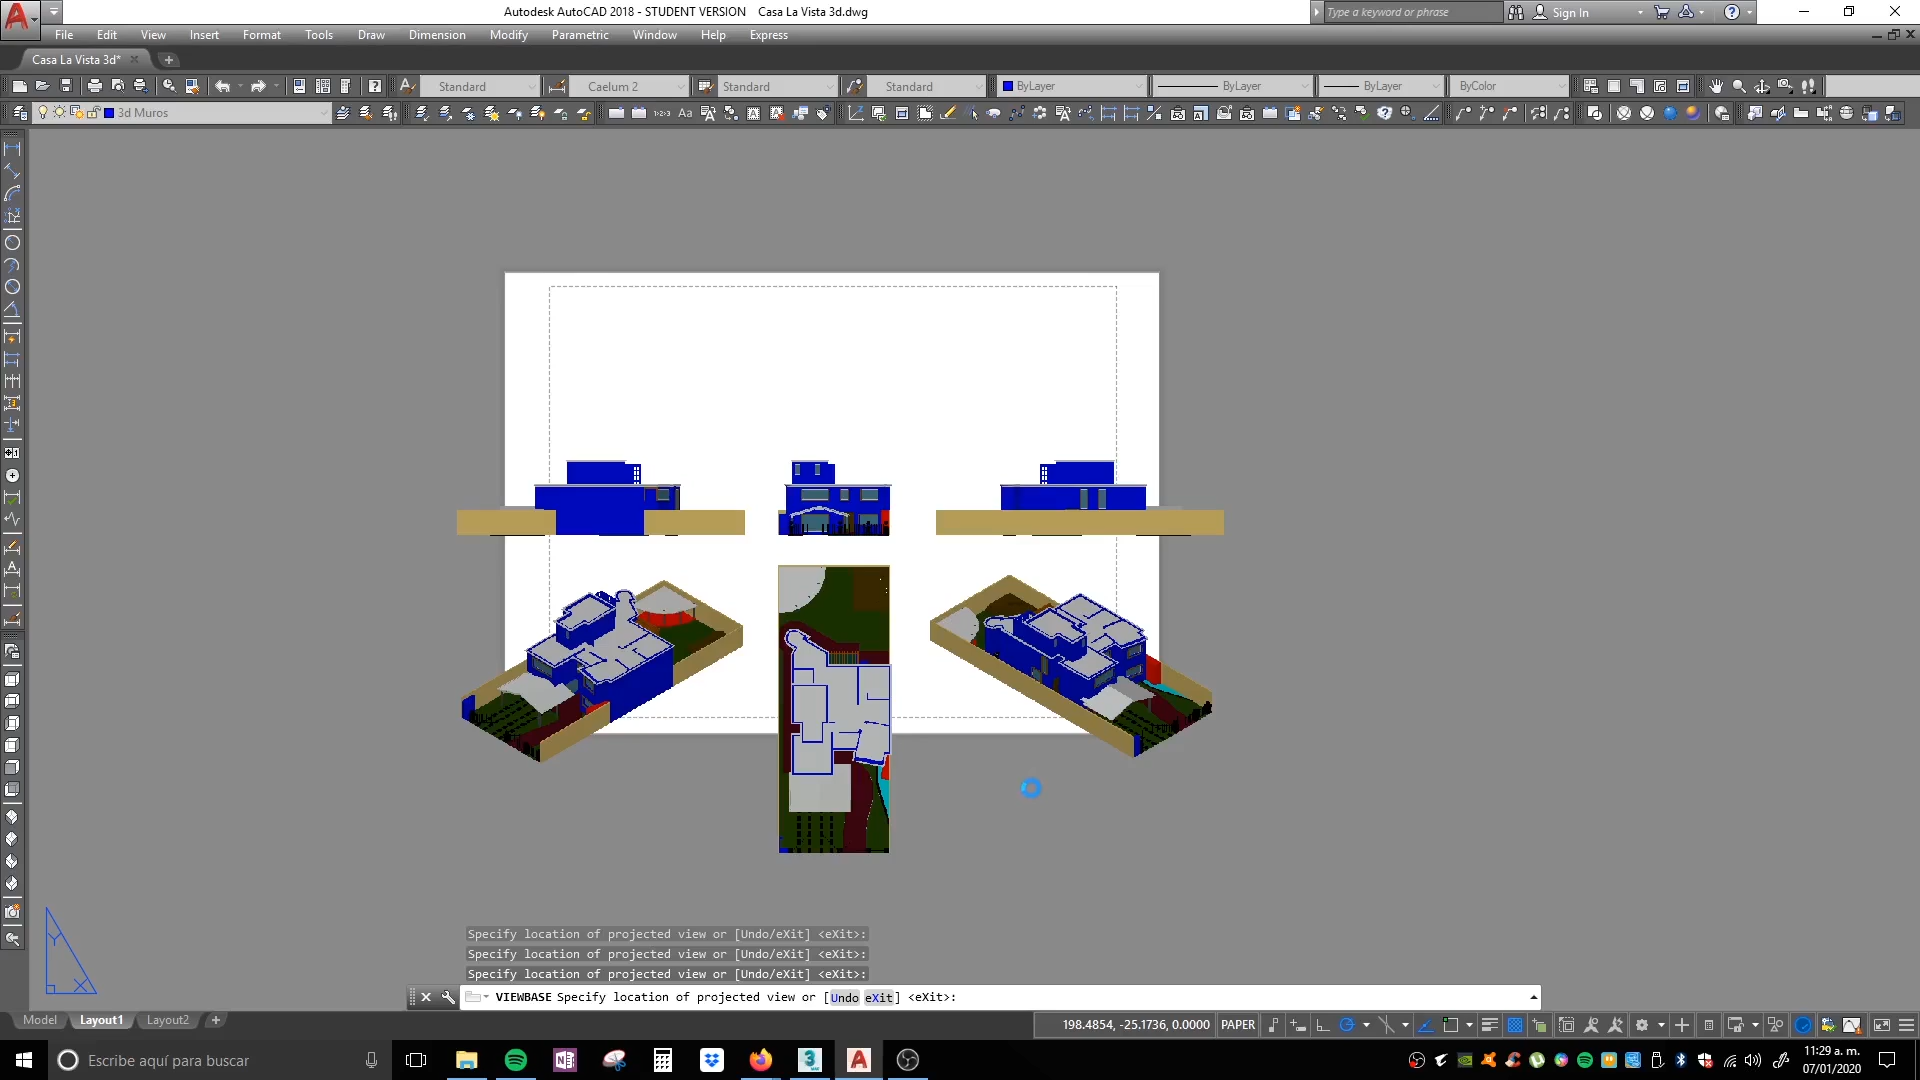 Autodesk AutoCAD 2018 - STUDENT VERSION    Casa La Vista 3d.dwg
Type a keyword or phrase
Sign In
File Edit View Insert Format Tools Draw Dimension Modify Parametric Window Help Express
Casa La Vista 3d*
Standard Caelum 2 Standard Standard ByLayer ByLayer ByLayer ByColor
3d Muros
Specify location of projected view or [Undo/eXit] <eXit>:
Specify location of projected view or [Undo/eXit] <eXit>:
Specify location of projected view or [Undo/eXit] <eXit>:
VIEWBASE Specify location of projected view or [Undo eXit] <eXit>:
Model Layout1 Layout2
198.4854, -25.1736, 0.0000 PAPER
Escribe aquí para buscar
11:29 a. m.
07/01/2020